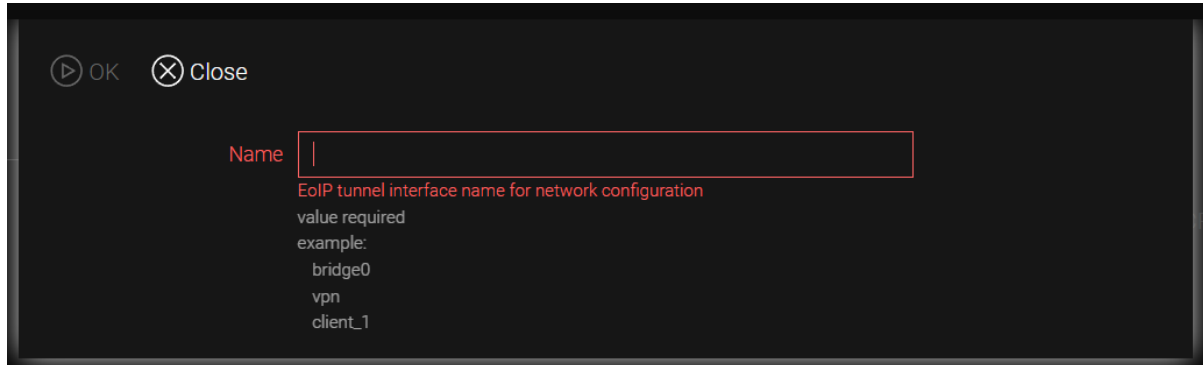 OK Close
Name
EoIP tunnel interface name for network configuration
value required
example:
bridge0
vpn
client_1